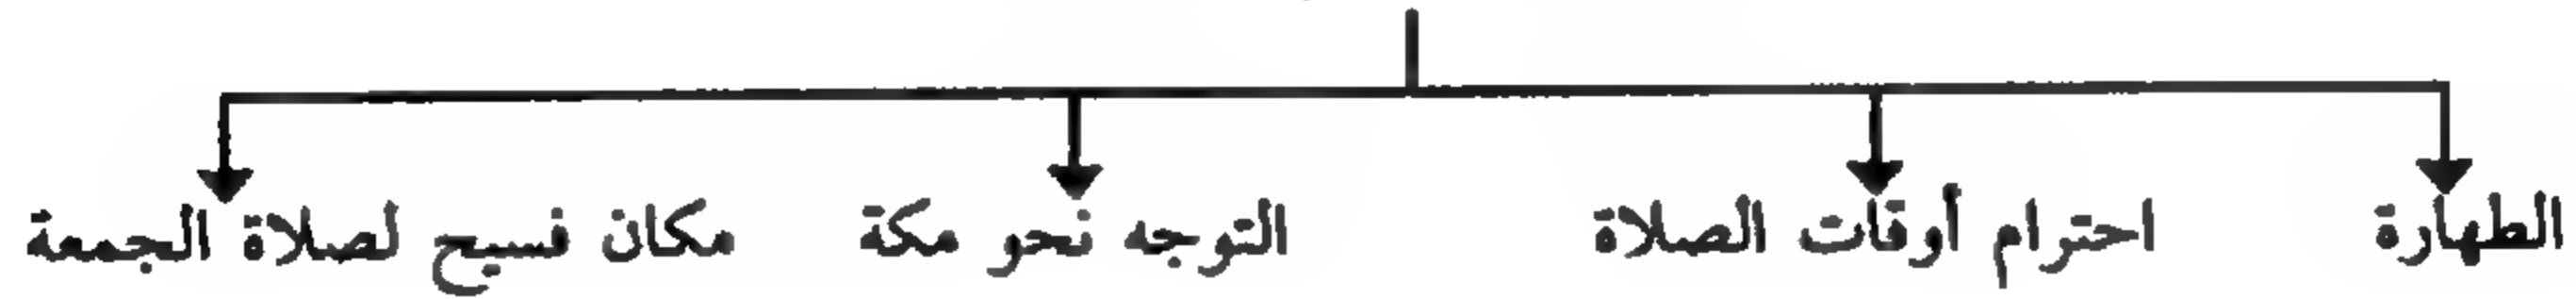 الطهارة احترام أوقات الصلاة التوجه نحو مكة مكان فسيح لصلاة الجمعة